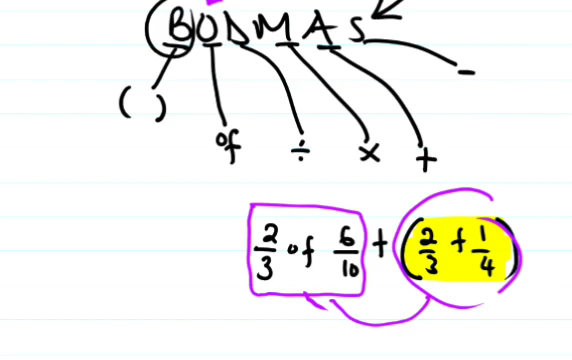 BODMAS
( ) of ÷ × + −
2/3 of 6/10 + (2/3 + 1/4)